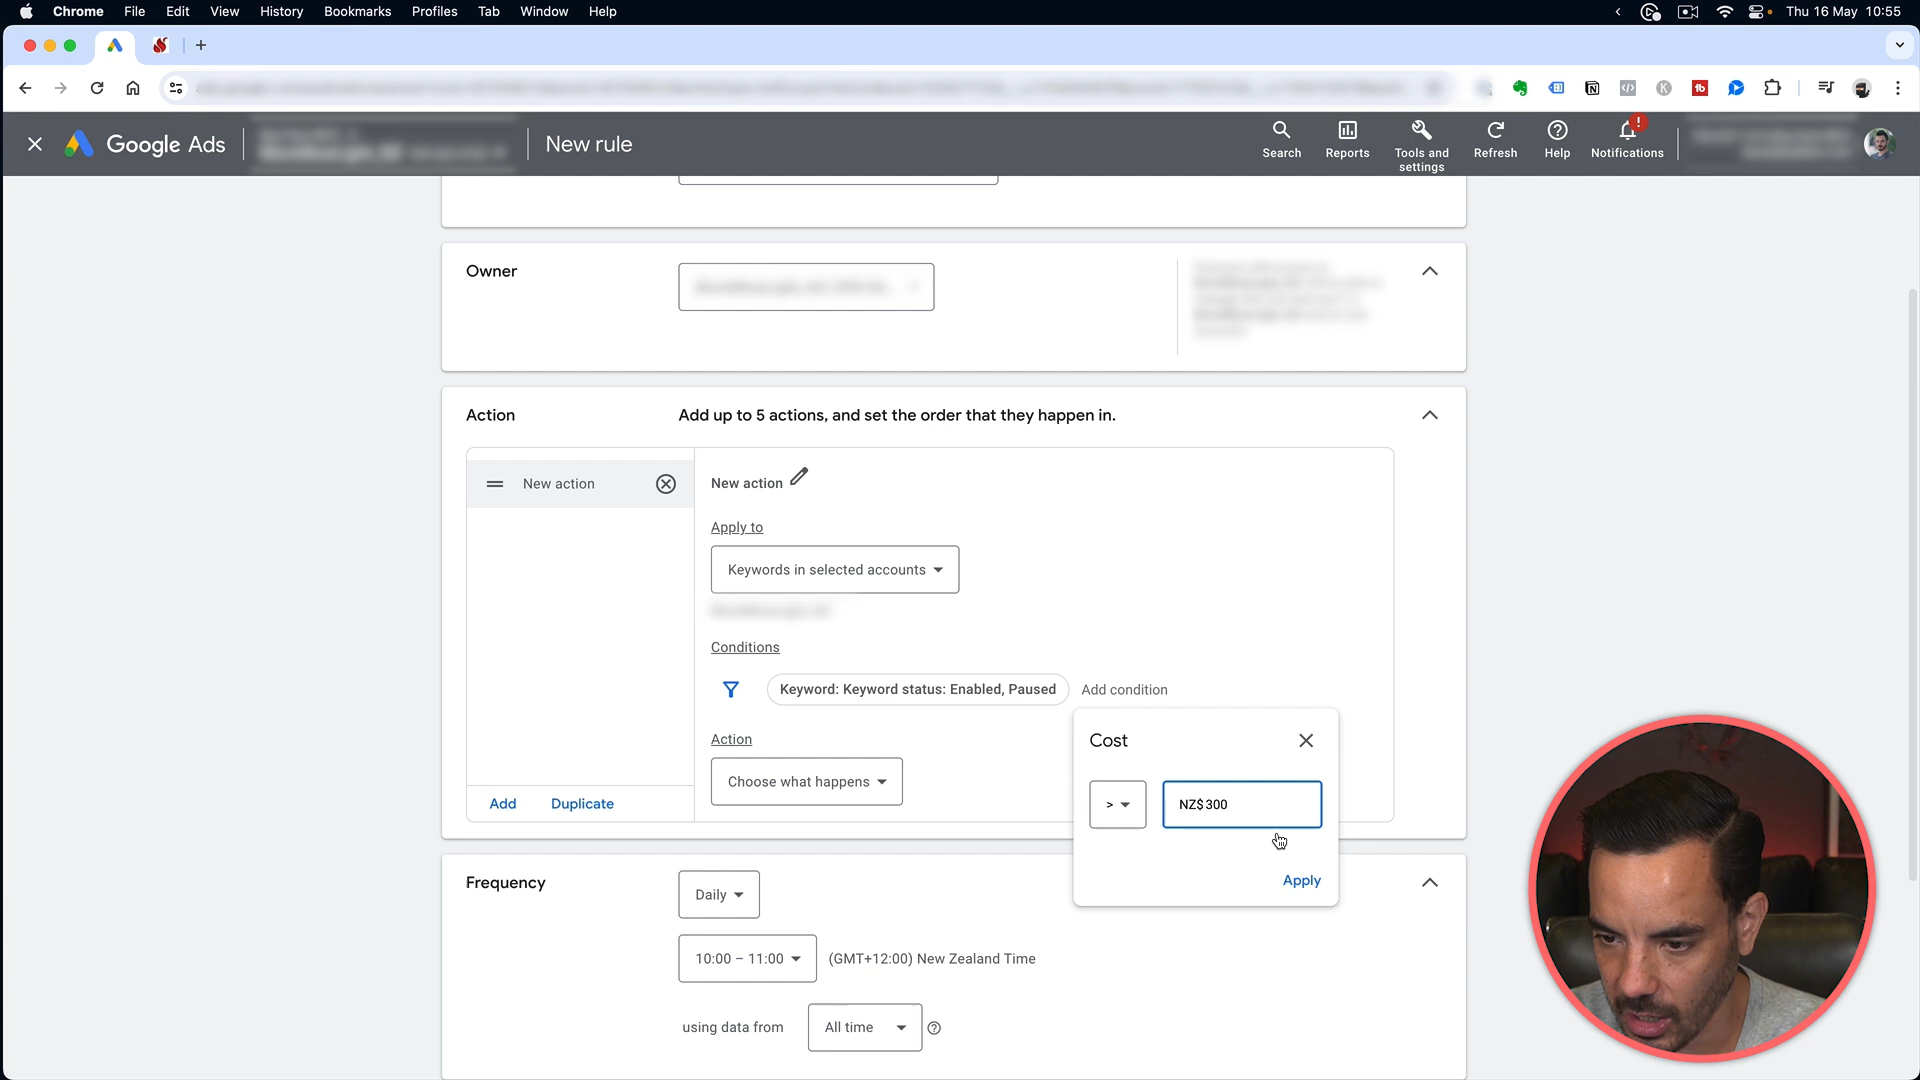 Chrome File Edit View History Bookmarks Profiles Tab Window Help Thu 16 May 10:55
Google Ads New rule Search Reports Tools and settings Refresh Help Notifications
Owner
Action Add up to 5 actions, and set the order that they happen in.
New action
New action
Apply to
Keywords in selected accounts
Conditions
Keyword: Keyword status: Enabled, Paused Add condition
Action
Choose what happens
Add Duplicate
Cost
> NZ$ 300
Apply
Frequency Daily
10:00 – 11:00 (GMT+12:00) New Zealand Time
using data from All time